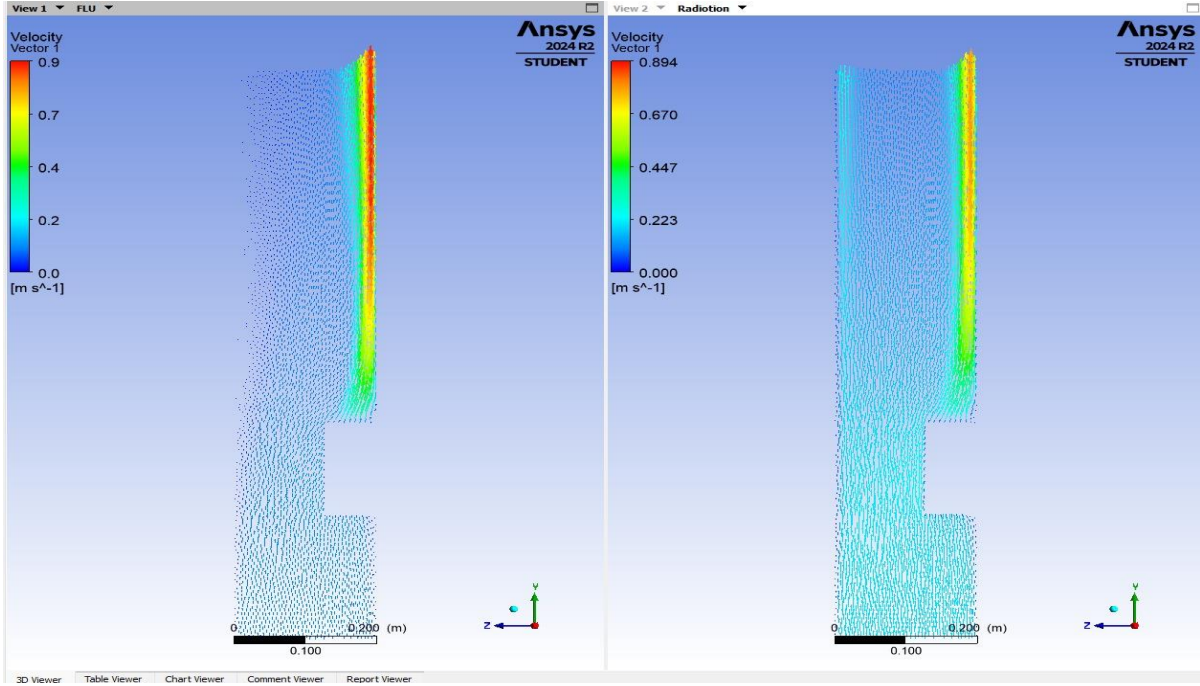 View 1 FLU
Velocity
Vector 1
0.9
0.7
0.4
0.2
0.0
[m s^-1]
Ansys
2024 R2
STUDENT
Y
Z
0 0.200 (m)
0.100
View 2 Radiotion
Velocity
Vector 1
0.894
0.670
0.447
0.223
0.000
[m s^-1]
Ansys
2024 R2
STUDENT
Y
Z
0 0.200 (m)
0.100
3D Viewer Table Viewer Chart Viewer Comment Viewer Report Viewer